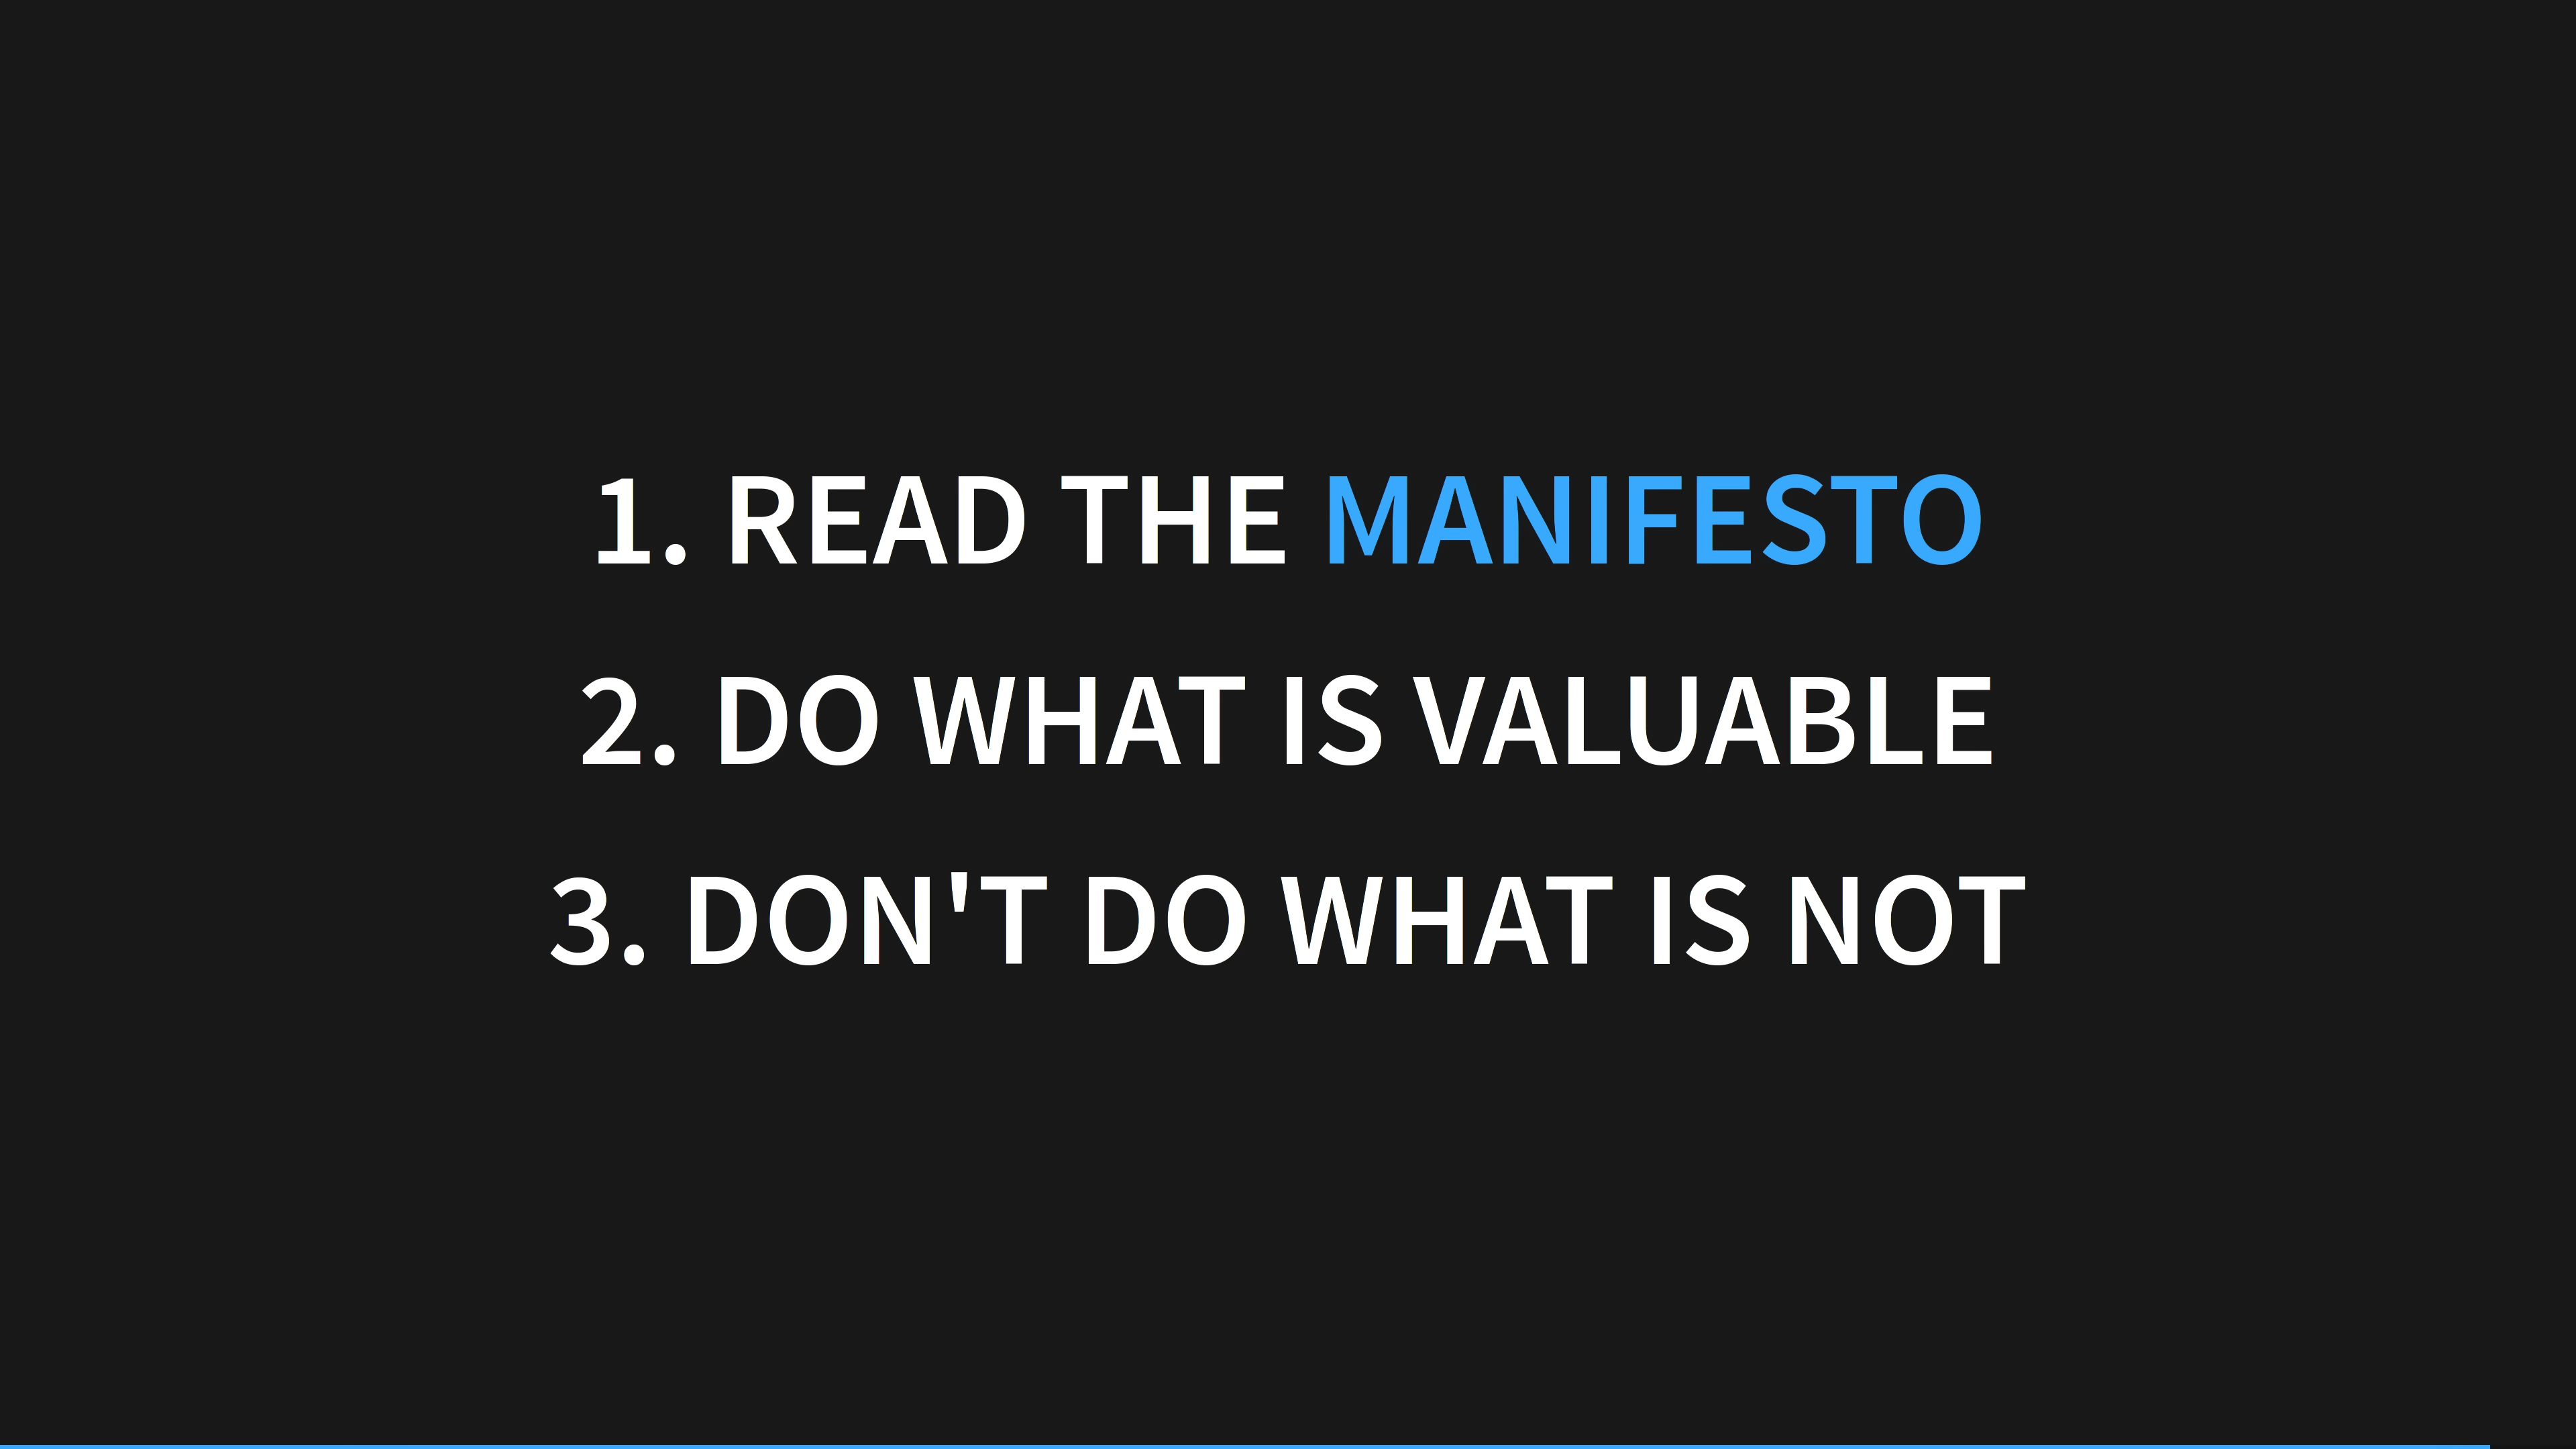 1. READ THE MANIFESTO
2. DO WHAT IS VALUABLE
3. DON'T DO WHAT IS NOT